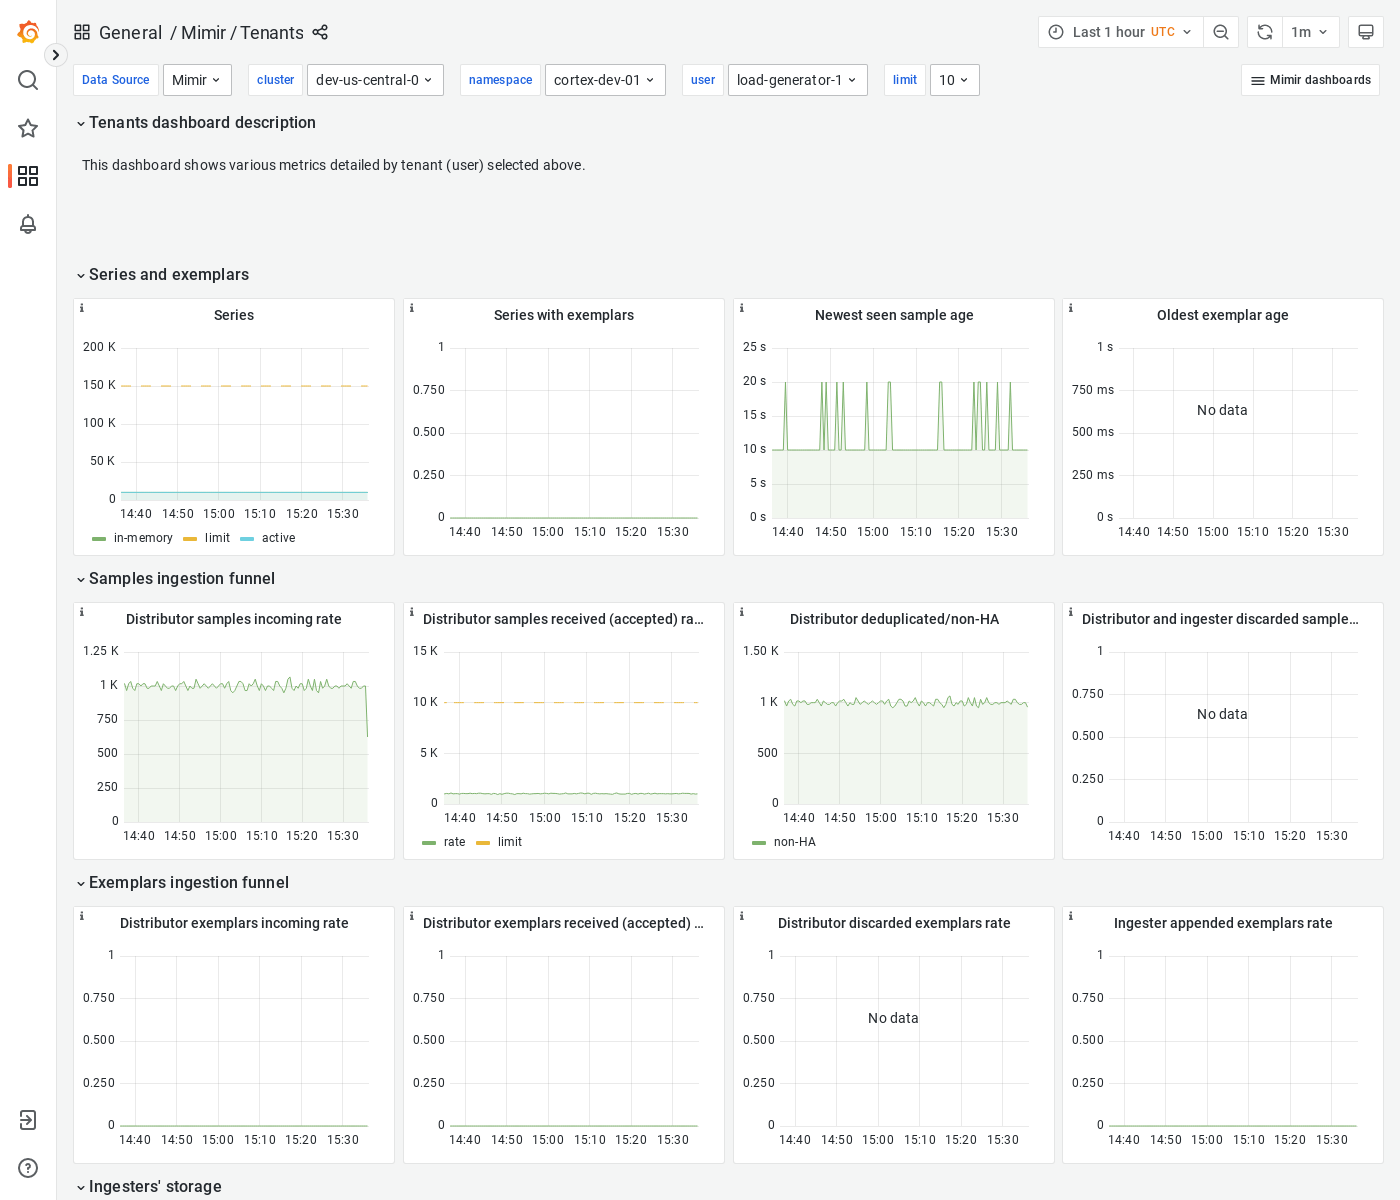 General / Mimir / Tenants
Last 1 hour UTC
1m
Data Source Mimir cluster dev-us-central-0 namespace cortex-dev-01 user load-generator-1 limit 10 Mimir dashboards
Tenants dashboard description
This dashboard shows various metrics detailed by tenant (user) selected above.
Series and exemplars
Series
200 K
150 K
100 K
50 K
0
14:40 14:50 15:00 15:10 15:20 15:30
in-memory limit active
Series with exemplars
1
0.750
0.500
0.250
0
14:40 14:50 15:00 15:10 15:20 15:30
Newest seen sample age
25 s
20 s
15 s
10 s
5 s
0 s
14:40 14:50 15:00 15:10 15:20 15:30
Oldest exemplar age
1 s
750 ms
No data
500 ms
250 ms
0 s
14:40 14:50 15:00 15:10 15:20 15:30
Samples ingestion funnel
Distributor samples incoming rate
1.25 K
1 K
750
500
250
0
14:40 14:50 15:00 15:10 15:20 15:30
Distributor samples received (accepted) ra...
15 K
10 K
5 K
0
14:40 14:50 15:00 15:10 15:20 15:30
rate limit
Distributor deduplicated/non-HA
1.50 K
1 K
500
0
14:40 14:50 15:00 15:10 15:20 15:30
non-HA
Distributor and ingester discarded sample...
1
0.750
No data
0.500
0.250
0
14:40 14:50 15:00 15:10 15:20 15:30
Exemplars ingestion funnel
Distributor exemplars incoming rate
1
0.750
0.500
0.250
0
14:40 14:50 15:00 15:10 15:20 15:30
Distributor exemplars received (accepted) ...
1
0.750
0.500
0.250
0
14:40 14:50 15:00 15:10 15:20 15:30
Distributor discarded exemplars rate
1
0.750
No data
0.500
0.250
0
14:40 14:50 15:00 15:10 15:20 15:30
Ingester appended exemplars rate
1
0.750
0.500
0.250
0
14:40 14:50 15:00 15:10 15:20 15:30
Ingesters' storage